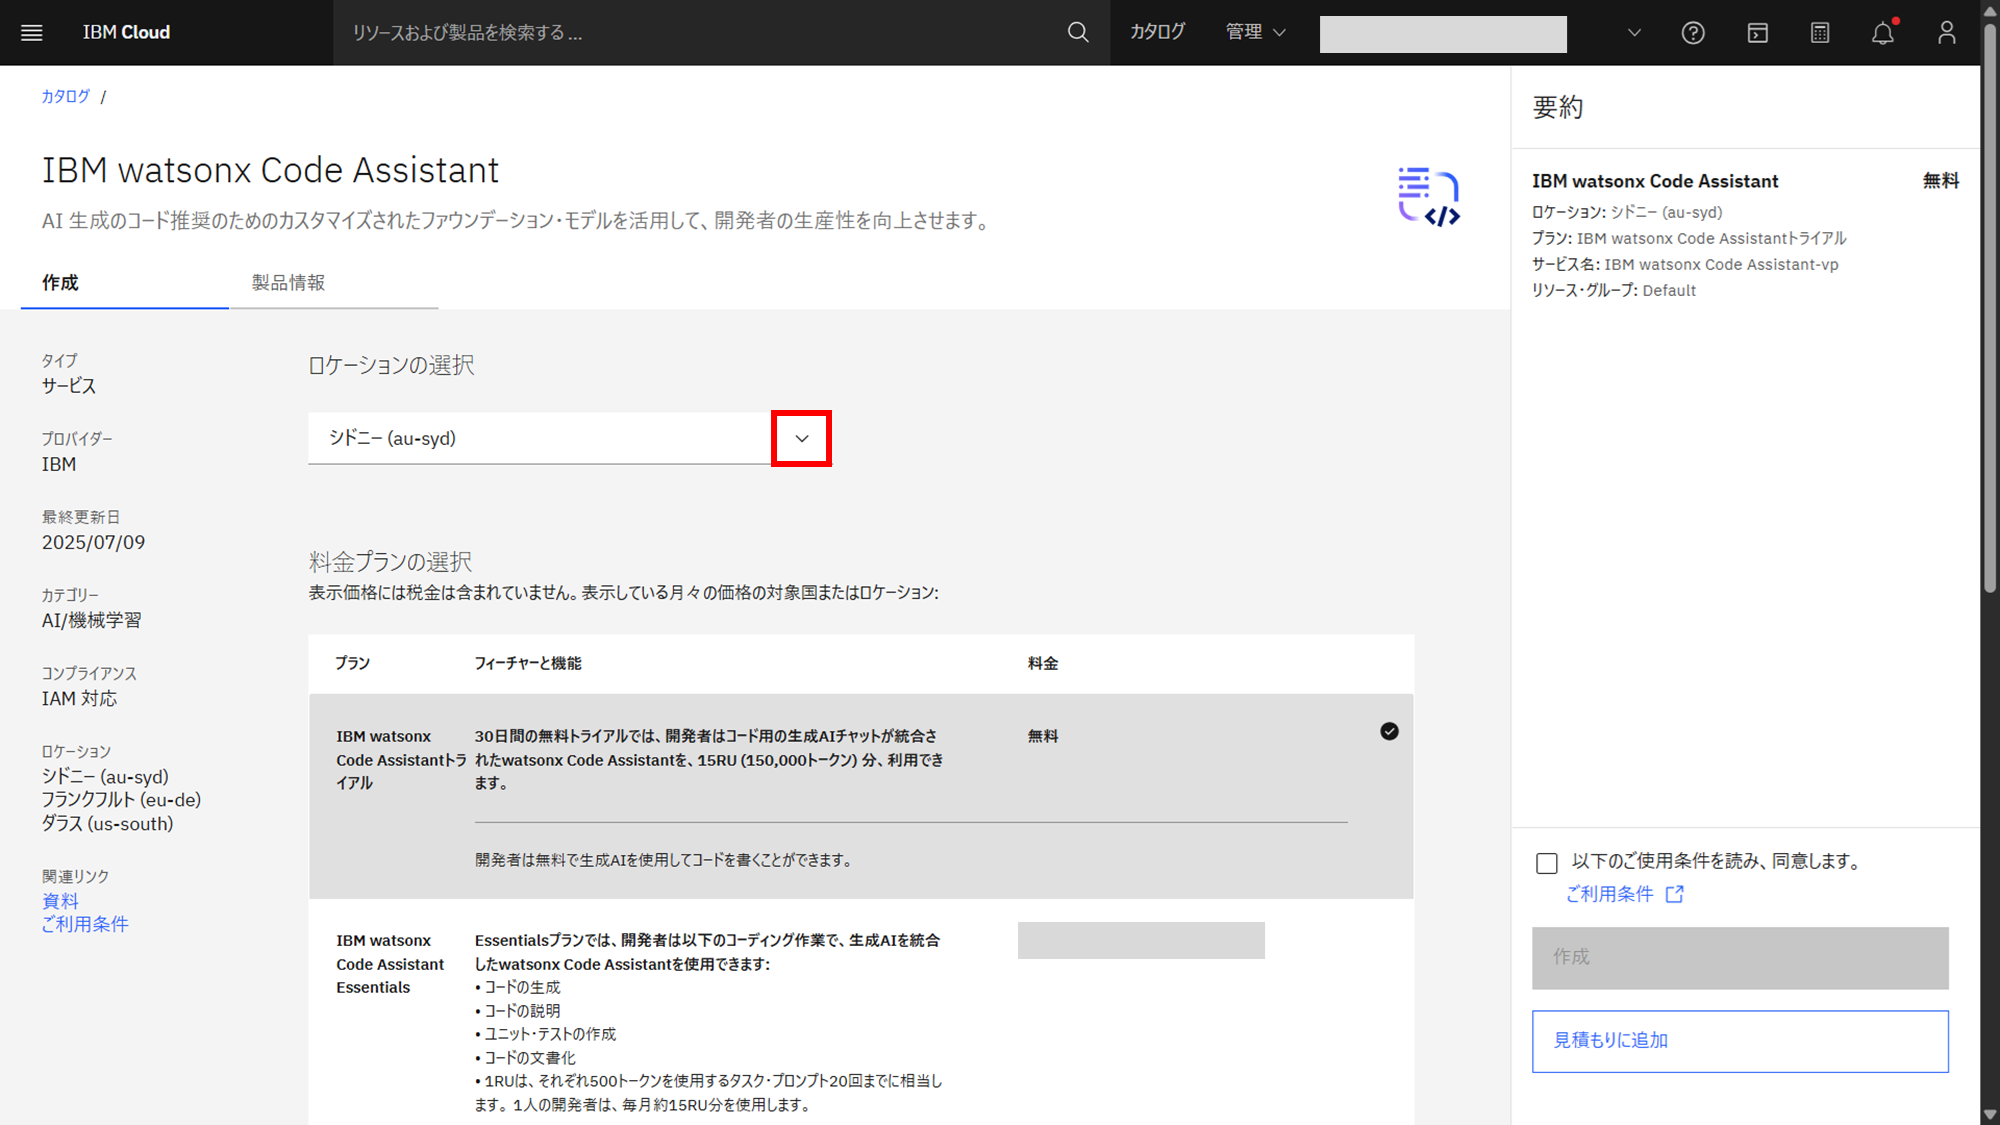 IBM Cloud
リソースおよび製品を検索する ...
カタログ
管理
カタログ /
IBM watsonx Code Assistant
AI 生成のコード推奨のためのカスタマイズされたファウンデーション・モデルを活用して、開発者の生産性を向上させます。
作成
製品情報
タイプ
サービス
プロバイダー
IBM
最終更新日
2025/07/09
カテゴリー
AI/機械学習
コンプライアンス
IAM 対応
ロケーション
シドニー (au-syd)
フランクフルト (eu-de)
ダラス (us-south)
関連リンク
資料
ご利用条件
ロケーションの選択
シドニー (au-syd)
料金プランの選択
表示価格には税金は含まれていません。表示している月々の価格の対象国またはロケーション:
プラン
フィーチャーと機能
料金
IBM watsonx
Code Assistantトラ
イアル
30日間の無料トライアルでは、開発者はコード用の生成AIチャットが統合さ
れたwatsonx Code Assistantを、15RU (150,000トークン) 分、利用でき
ます。
無料
開発者は無料で生成AIを使用してコードを書くことができます。
IBM watsonx
Code Assistant
Essentials
Essentialsプランでは、開発者は以下のコーディング作業で、生成AIを統合
したwatsonx Code Assistantを使用できます:
• コードの生成
• コードの説明
• ユニット・テストの作成
• コードの文書化
• 1RUは、それぞれ500トークンを使用するタスク・プロンプト20回までに相当し
ます。1人の開発者は、毎月約15RU分を使用します。
要約
IBM watsonx Code Assistant
無料
ロケーション: シドニー (au-syd)
プラン: IBM watsonx Code Assistantトライアル
サービス名: IBM watsonx Code Assistant-vp
リソース・グループ: Default
以下のご使用条件を読み、同意します。
ご利用条件
作成
見積もりに追加